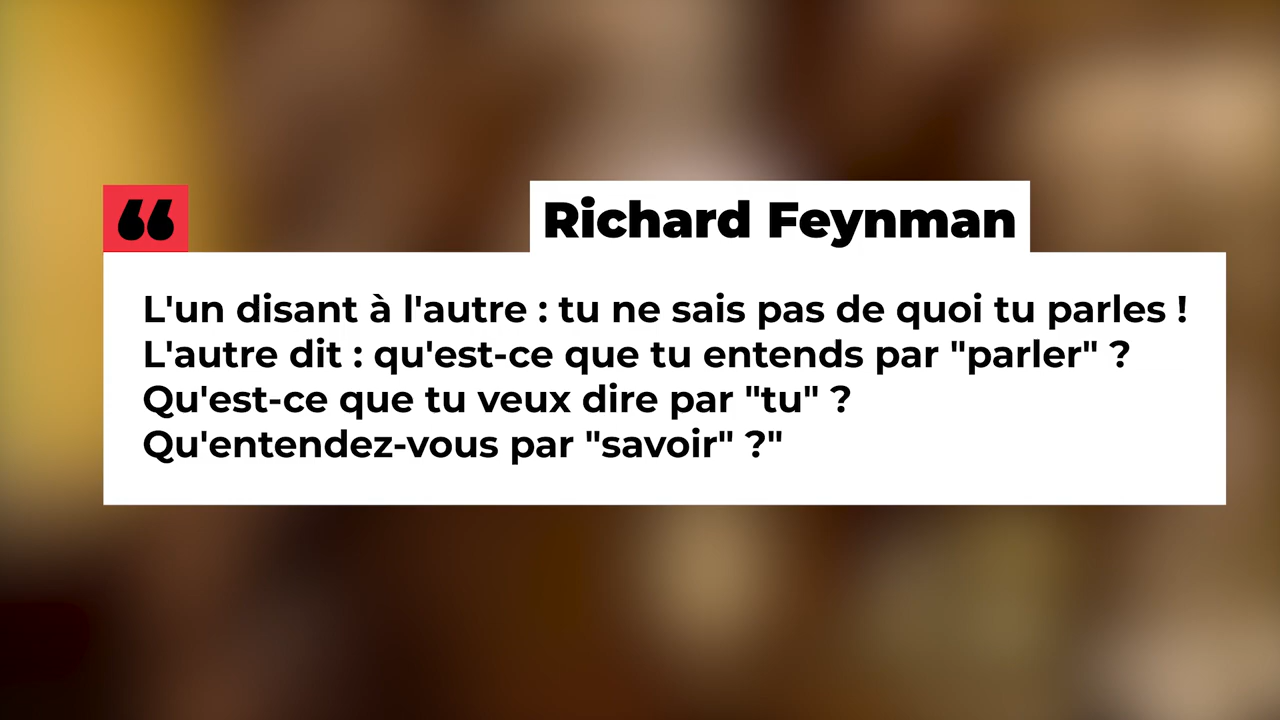 “
Richard Feynman
L'un disant à l'autre : tu ne sais pas de quoi tu parles !
L'autre dit : qu'est-ce que tu entends par "parler" ?
Qu'est-ce que tu veux dire par "tu" ?
Qu'entendez-vous par "savoir" ?"